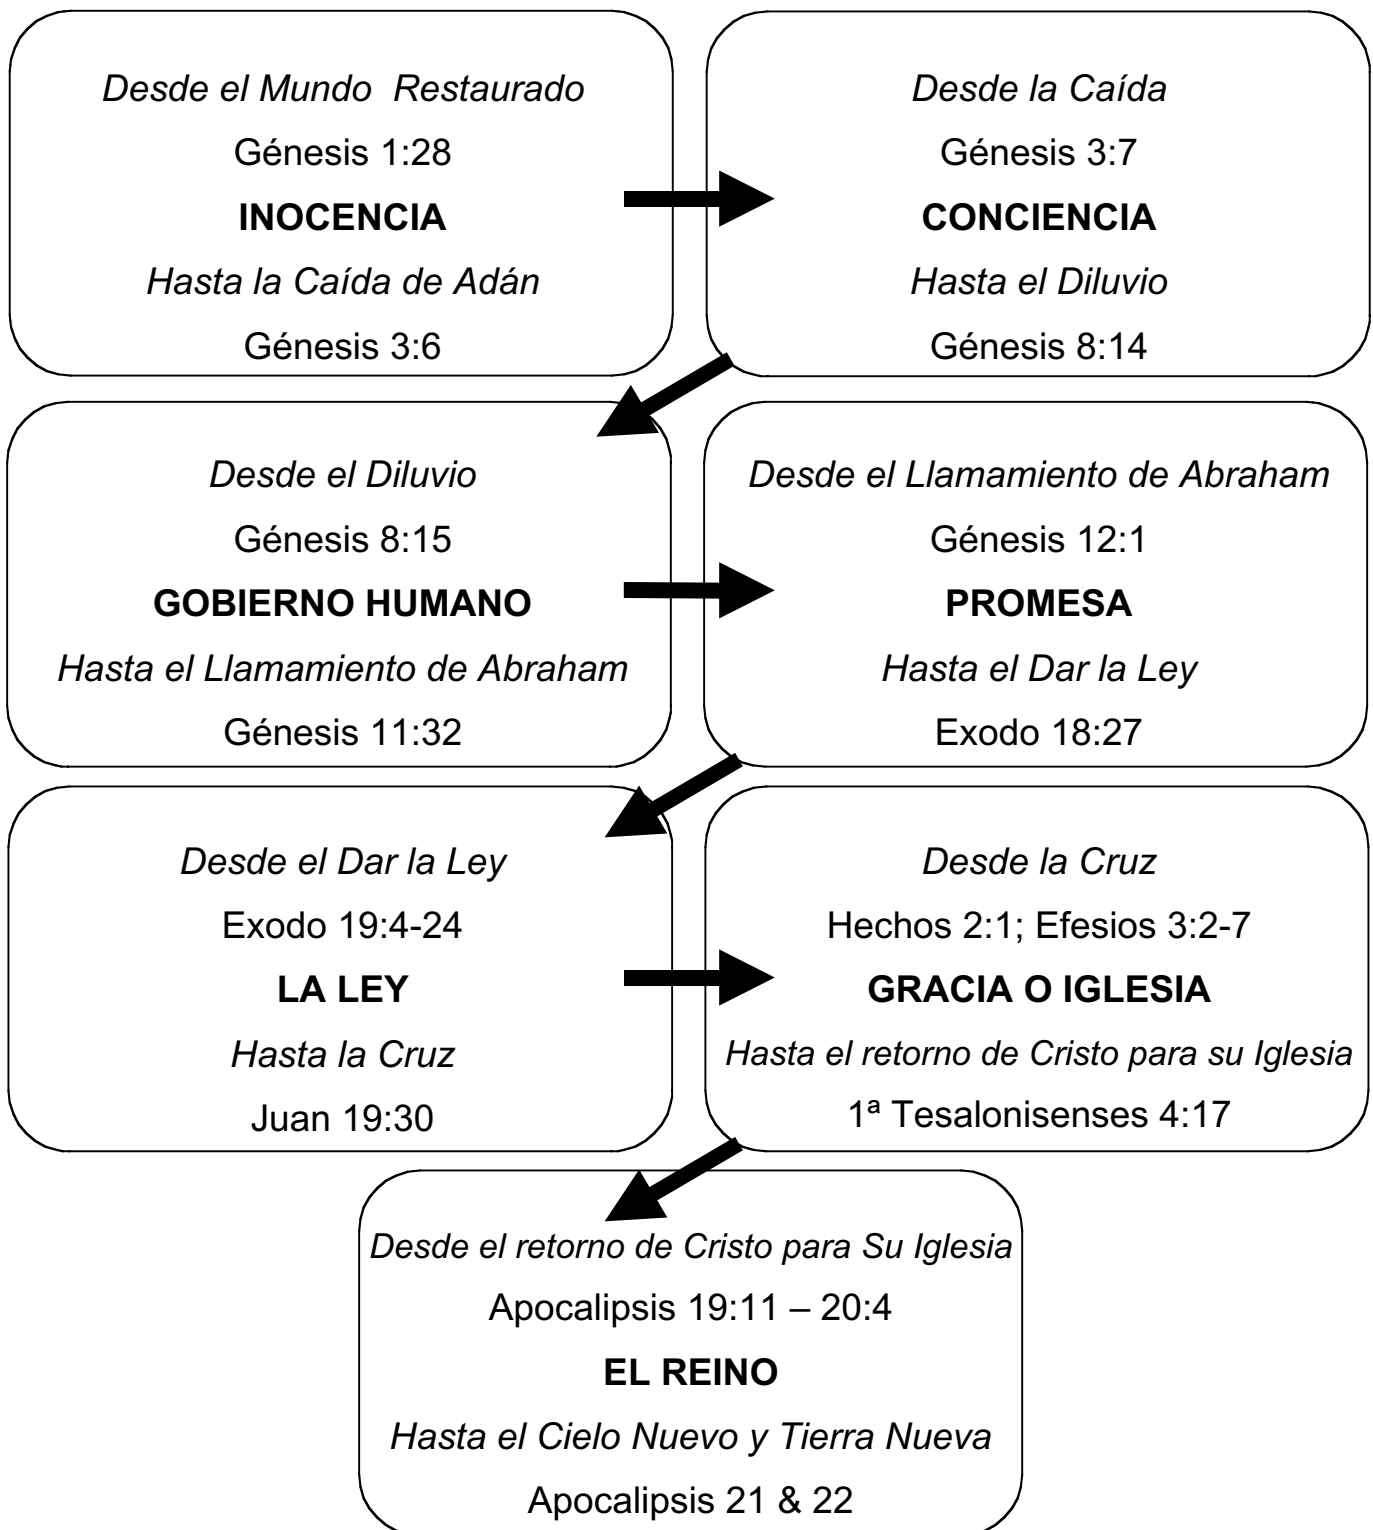 Desde el Mundo Restaurado
Génesis 1:28
INOCENCIA
Hasta la Caída de Adán
Génesis 3:6
Desde la Caída
Génesis 3:7
CONCIENCIA
Hasta el Diluvio
Génesis 8:14
Desde el Diluvio
Génesis 8:15
GOBIERNO HUMANO
Hasta el Llamamiento de Abraham
Génesis 11:32
Desde el Llamamiento de Abraham
Génesis 12:1
PROMESA
Hasta el Dar la Ley
Exodo 18:27
Desde el Dar la Ley
Exodo 19:4-24
LA LEY
Hasta la Cruz
Juan 19:30
Desde la Cruz
Hechos 2:1; Efesios 3:2-7
GRACIA O IGLESIA
Hasta el retorno de Cristo para su Iglesia
1ª Tesalonisenses 4:17
Desde el retorno de Cristo para Su Iglesia
Apocalipsis 19:11 – 20:4
EL REINO
Hasta el Cielo Nuevo y Tierra Nueva
Apocalipsis 21 & 22